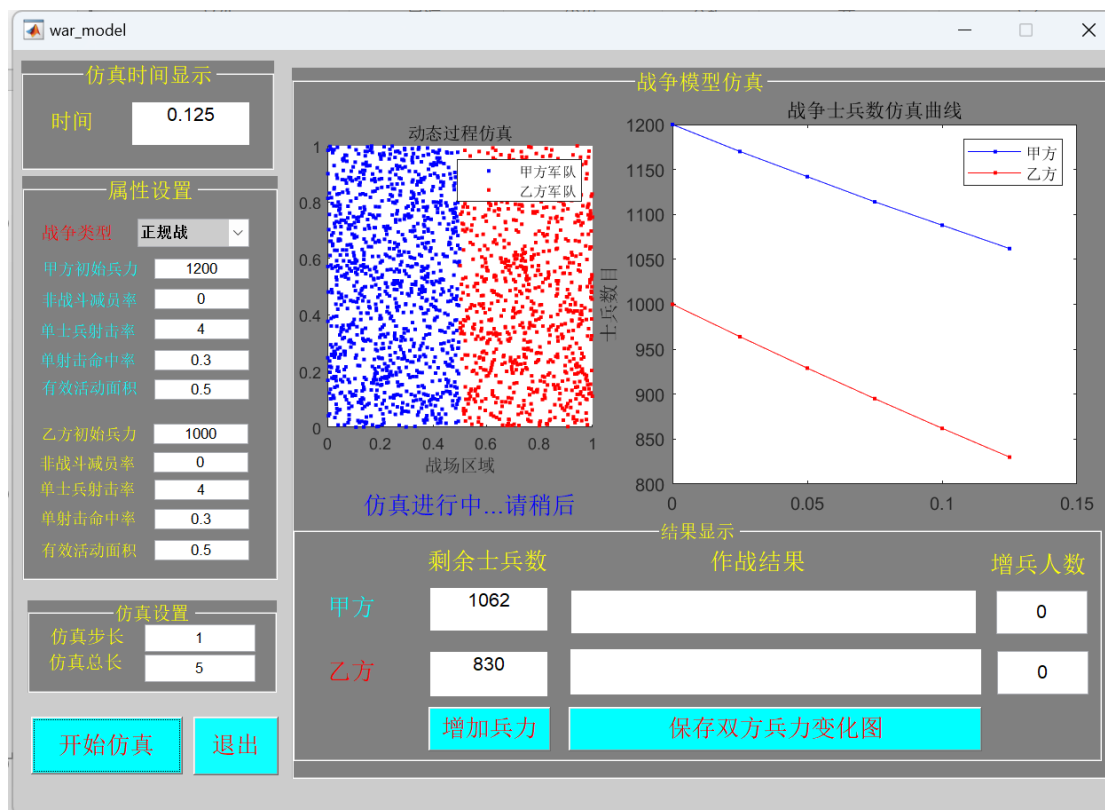 war_model
仿真时间显示
时间
0.125
属性设置
战争类型
正规战
甲方初始兵力
1200
非战斗减员率
0
单士兵射击率
4
单射击命中率
0.3
有效活动面积
0.5
乙方初始兵力
1000
非战斗减员率
0
单士兵射击率
4
单射击命中率
0.3
有效活动面积
0.5
仿真设置
仿真步长
1
仿真总长
5
开始仿真
退出
战争模型仿真
动态过程仿真
甲方军队
乙方军队
1
0.8
0.6
0.4
0.2
0
0 0.2 0.4 0.6 0.8 1
战场区域
仿真进行中...请稍后
战争士兵数仿真曲线
甲方
乙方
士兵数目
1200
1150
1100
1050
1000
950
900
850
800
0 0.05 0.1 0.15
结果显示
剩余士兵数 作战结果 增兵人数
甲方 1062 0
乙方 830 0
增加兵力
保存双方兵力变化图